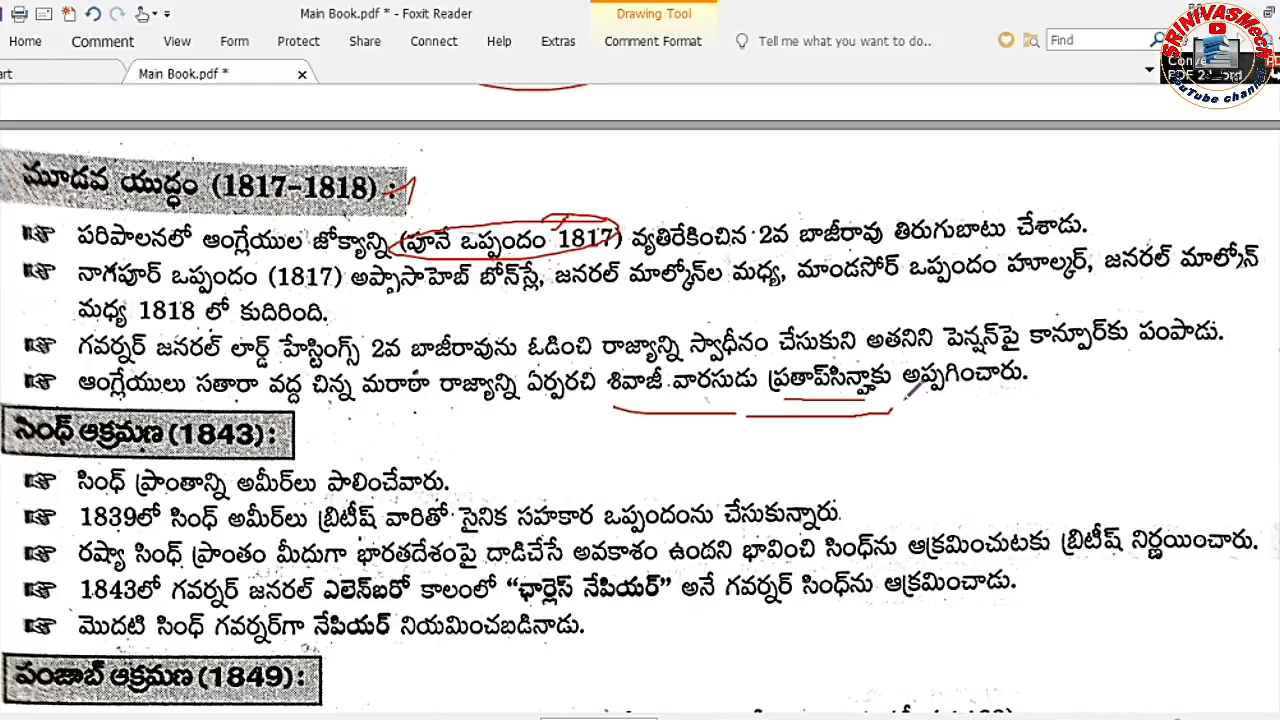 Main Book.pdf * - Foxit Reader
Drawing Tool
Home Comment View Form Protect Share Connect Help Extras Comment Format Tell me what you want to do.. Find
art Main Book.pdf *
SRINIVASMech
YouTube channel
మూడవ యుద్ధం (1817-1818) :
పరిపాలనలో ఆంగ్లేయుల జోక్యాన్ని (పూనే ఒప్పందం 1817) వ్యతిరేకించిన 2వ బాజీరావు తిరుగుబాటు చేశాడు.
నాగపూర్ ఒప్పందం (1817) అప్పాసాహెబ్ బోన్‌స్లే, జనరల్ మాల్కోన్‌ల మధ్య, మాండసోర్ ఒప్పందం హూల్కర్, జనరల్ మాల్కోన్
మధ్య 1818 లో కుదిరింది.
గవర్నర్ జనరల్ లార్డ్ హేస్టింగ్స్ 2వ బాజీరావును ఓడించి రాజ్యాన్ని స్వాధీనం చేసుకుని అతనిని పెన్షన్‌పై కాన్పూర్‌కు పంపాడు.
ఆంగ్లేయులు సతారా వద్ద చిన్న మరాఠా రాజ్యాన్ని ఏర్పరచి శివాజీ వారసుడు ప్రతాప్‌సిన్హాకు అప్పగించారు.
సింధ్ ఆక్రమణ (1843) :
సింధ్ ప్రాంతాన్ని అమీర్‌లు పాలించేవారు.
1839లో సింధ్ అమీర్‌లు బ్రిటీష్ వారితో సైనిక సహకార ఒప్పందంను చేసుకున్నారు.
రష్యా సింధ్ ప్రాంతం మీదుగా భారతదేశంపై దాడిచేసే అవకాశం ఉందని భావించి సింధ్‌ను ఆక్రమించుటకు బ్రిటీష్ నిర్ణయించారు.
1843లో గవర్నర్ జనరల్ ఎలెన్‌బరో కాలంలో “ఛార్లెస్ నేపియర్” అనే గవర్నర్ సింధ్‌ను ఆక్రమించాడు.
మొదటి సింధ్ గవర్నర్‌గా నేపియర్ నియమించబడినాడు.
పంజాబ్ ఆక్రమణ (1849) :